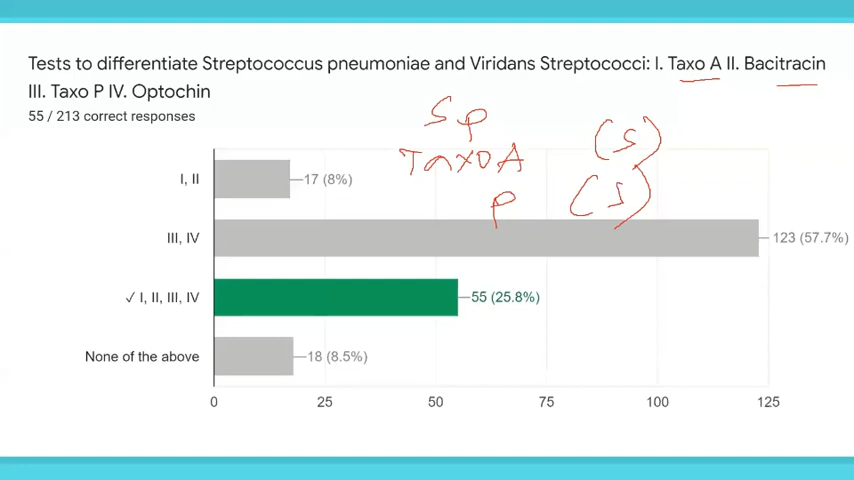 Tests to differentiate Streptococcus pneumoniae and Viridans Streptococci: I. Taxo A II. Bacitracin
III. Taxo P IV. Optochin
55 / 213 correct responses
Sp
Taxo A (S)
P (S)
I, II 17 (8%)
III, IV 123 (57.7%)
✓ I, II, III, IV 55 (25.8%)
None of the above 18 (8.5%)
0 25 50 75 100 125